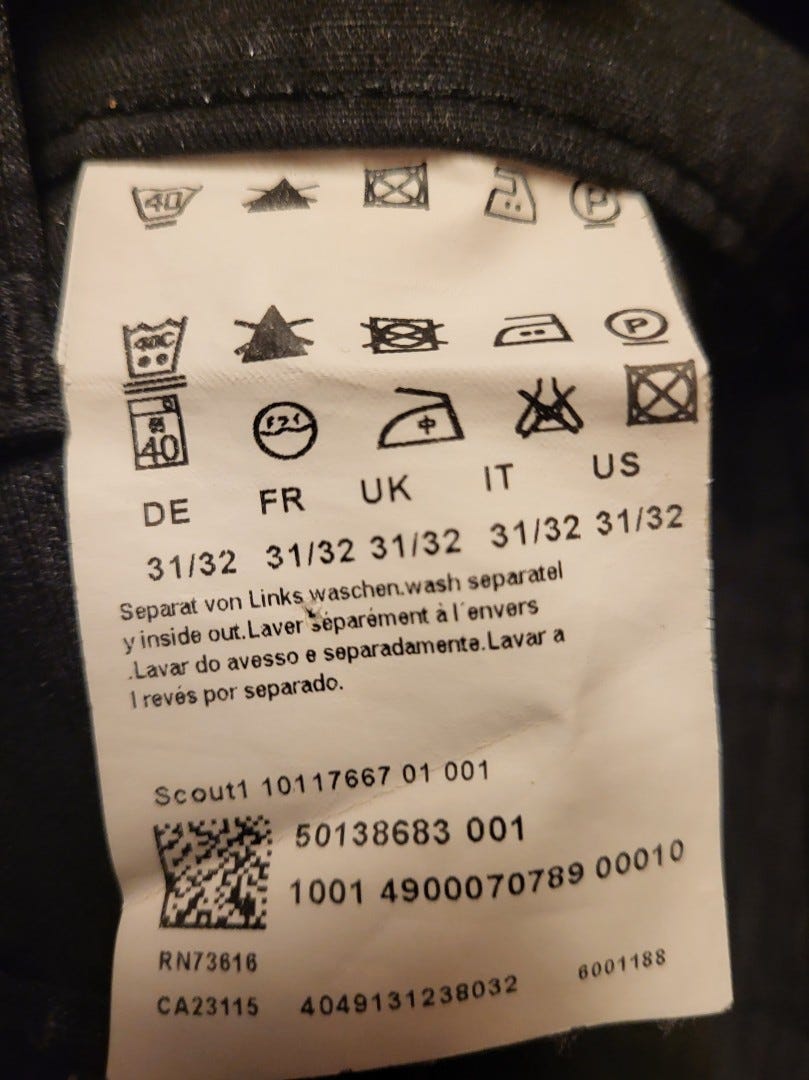 40
P
40C
P
40
DE FR UK IT US
31/32 31/32 31/32 31/32 31/32
Separat von Links waschen.wash separatel
y inside out.Laver séparément à l´envers
.Lavar do avesso e separadamente.Lavar a
l revés por separado.
Scout1 10117667 01 001
50138683 001
1001 4900070789 00010
RN73616
CA23115 4049131238032 6001188